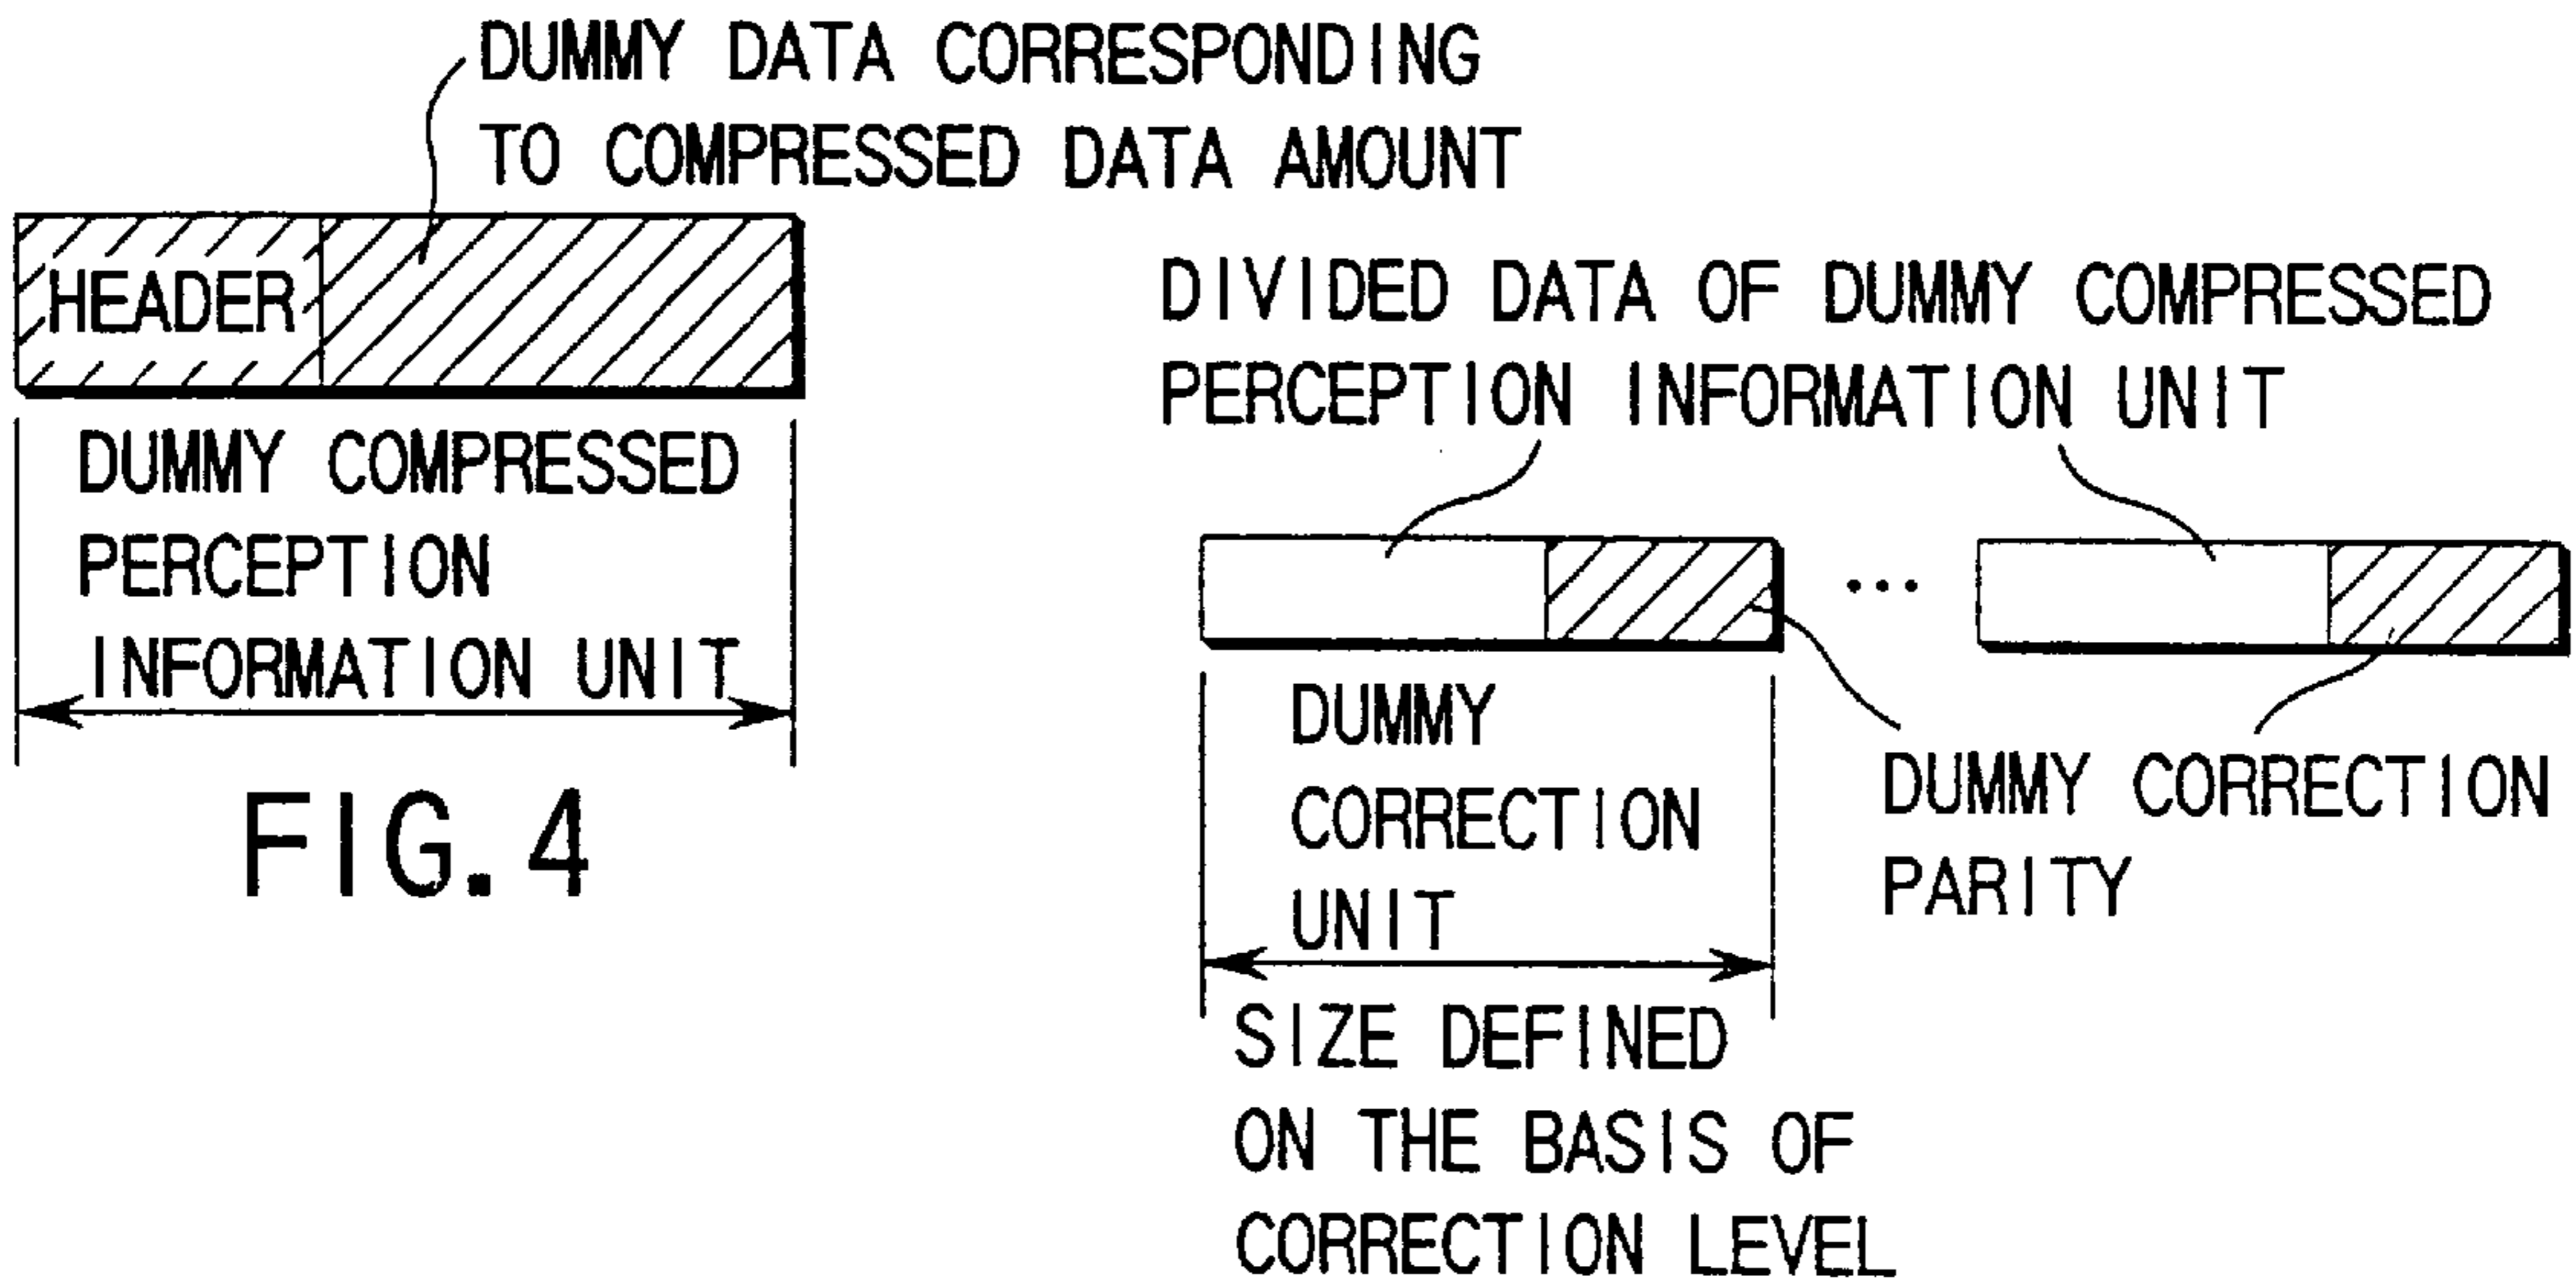 DUMMY DATA CORRESPONDING
TO COMPRESSED DATA AMOUNT
HEADER
DUMMY COMPRESSED
PERCEPTION
INFORMATION UNIT
FIG. 4
DIVIDED DATA OF DUMMY COMPRESSED
PERCEPTION INFORMATION UNIT
...
DUMMY
CORRECTION
UNIT
DUMMY CORRECTION
PARITY
SIZE DEFINED
ON THE BASIS OF
CORRECTION LEVEL